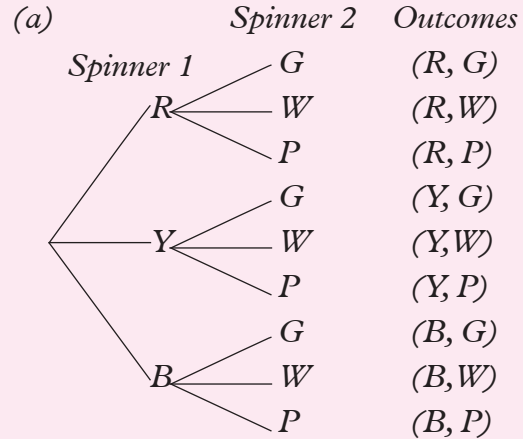 (a) Spinner 2 Outcomes
Spinner 1 G (R, G)
R W (R,W)
P (R, P)
G (Y, G)
Y W (Y,W)
P (Y, P)
G (B, G)
B W (B,W)
P (B, P)